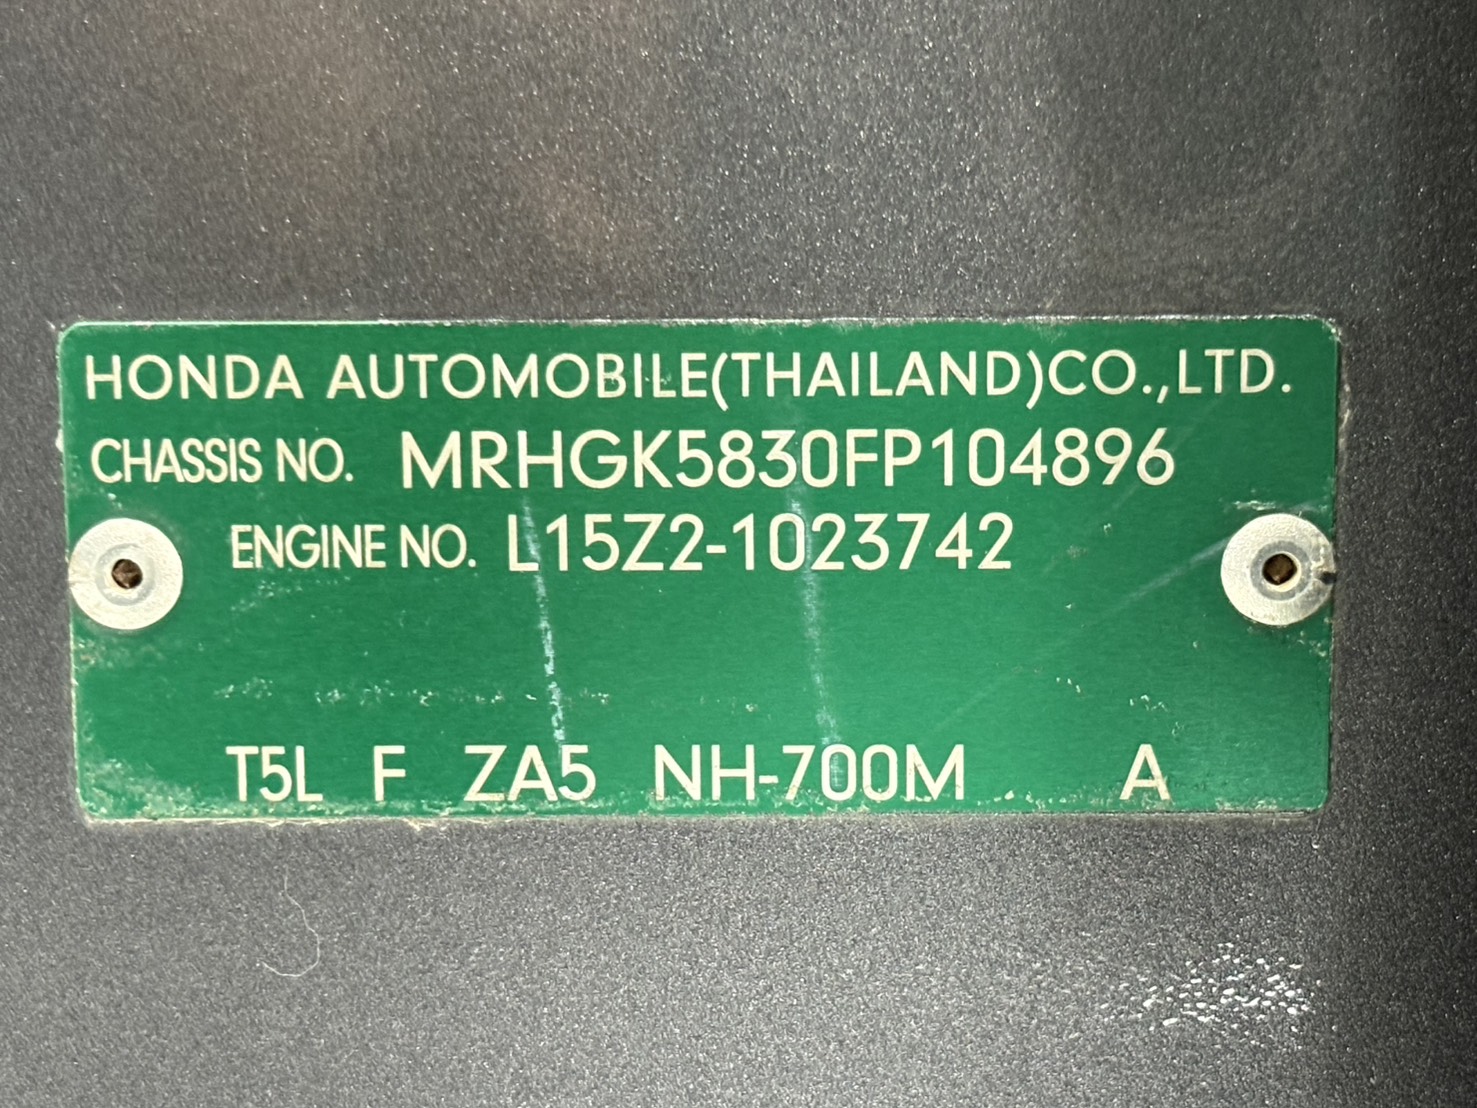 HONDA AUTOMOBILE(THAILAND)CO.,LTD.
CHASSIS NO. MRHGK5830FP104896
ENGINE NO. L15Z2-1023742
T5L F ZA5 NH-700M A